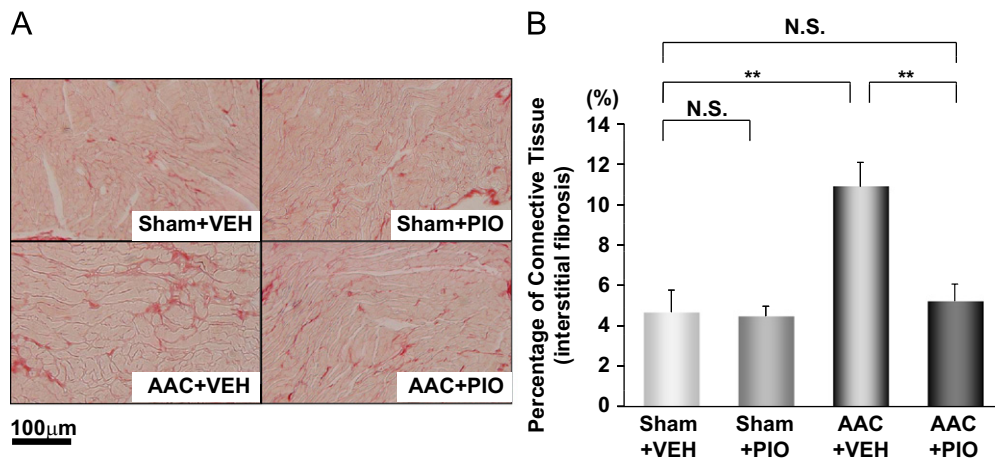 A
Sham+VEH
Sham+PIO
AAC+VEH
AAC+PIO
100μm
B
N.S.
**
**
N.S.
(%)
Percentage of Connective Tissue
(interstitial fibrosis)
14
12
10
8
6
4
2
0
Sham
+VEH
Sham
+PIO
AAC
+VEH
AAC
+PIO